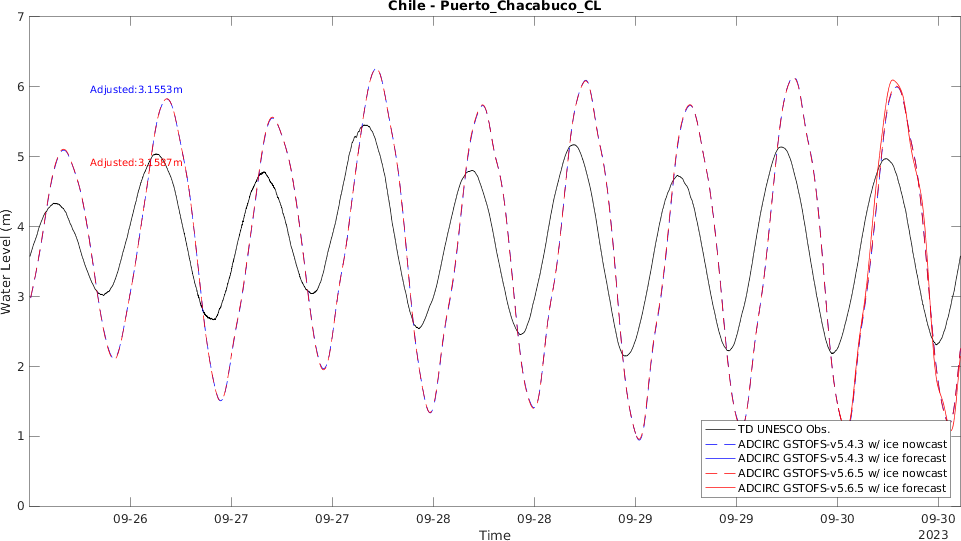 Chile - Puerto_Chacabuco_CL
7
6
5
4
3
2
1
0
Water Level (m)
Adjusted:3.1553m
Adjusted:3.1587m
TD UNESCO Obs.
ADCIRC GSTOFS-v5.4.3 w/ ice nowcast
ADCIRC GSTOFS-v5.4.3 w/ ice forecast
ADCIRC GSTOFS-v5.6.5 w/ ice nowcast
ADCIRC GSTOFS-v5.6.5 w/ ice forecast
09-26 09-27 09-27 09-28 09-28 09-29 09-29 09-30 09-30
2023
Time